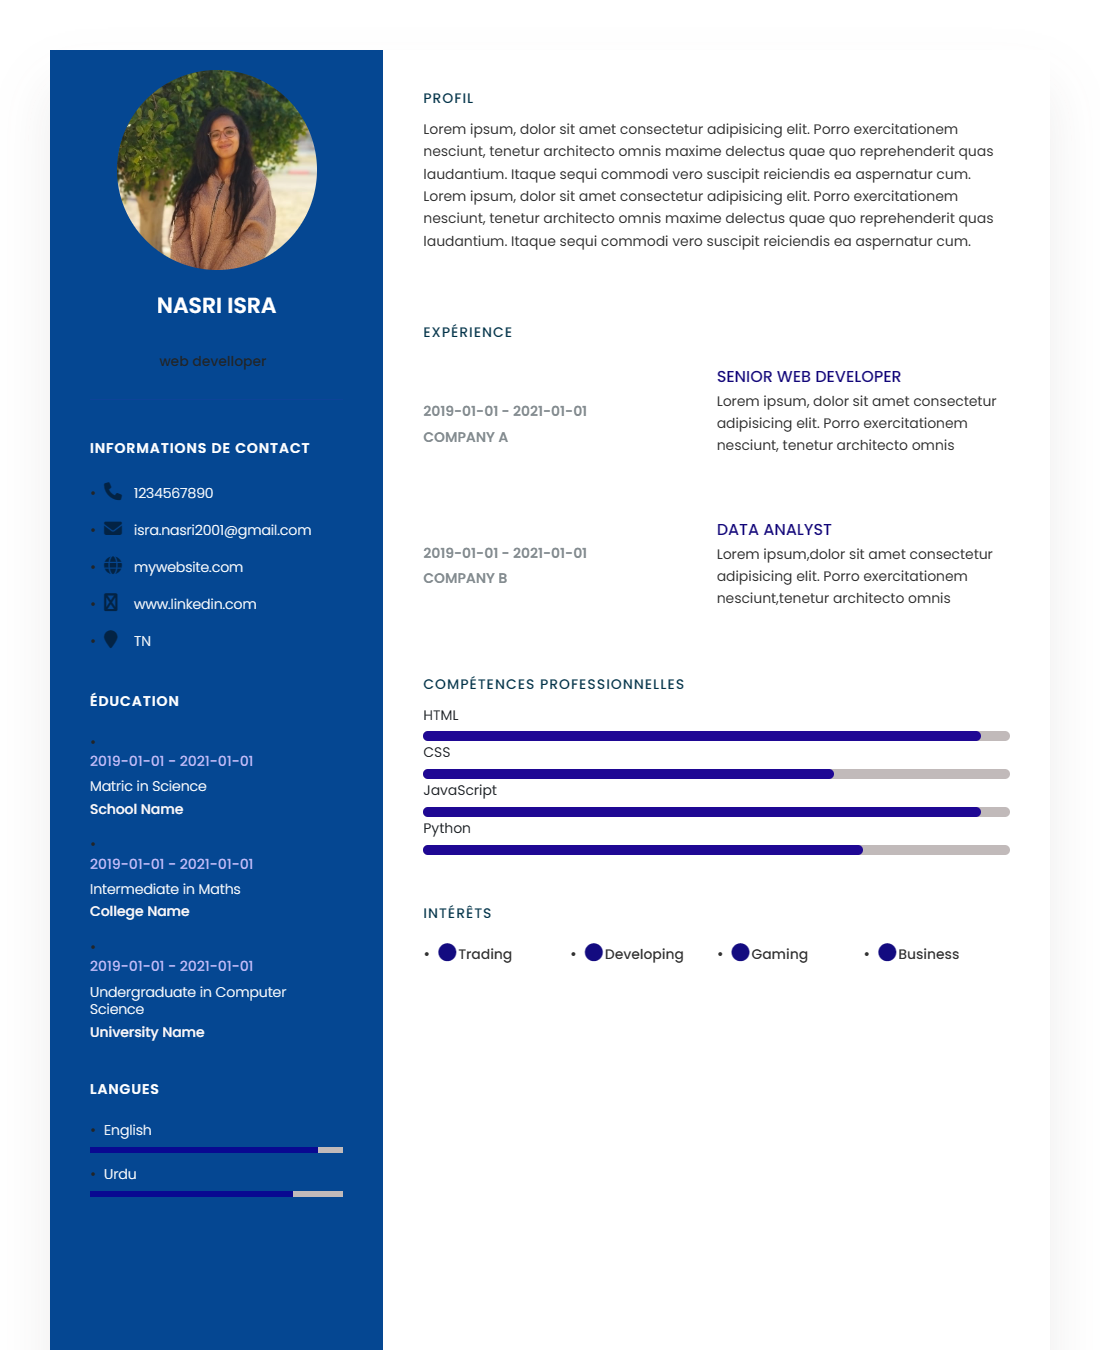 NASRI ISRA
web develloper
INFORMATIONS DE CONTACT
1234567890
isra.nasri2001@gmail.com
mywebsite.com
www.linkedin.com
TN
ÉDUCATION
2019-01-01 - 2021-01-01
Matric in Science
School Name
2019-01-01 - 2021-01-01
Intermediate in Maths
College Name
2019-01-01 - 2021-01-01
Undergraduate in Computer
Science
University Name
LANGUES
English
Urdu
PROFIL
Lorem ipsum, dolor sit amet consectetur adipisicing elit. Porro exercitationem
nesciunt, tenetur architecto omnis maxime delectus quae quo reprehenderit quas
laudantium. Itaque sequi commodi vero suscipit reiciendis ea aspernatur cum.
Lorem ipsum, dolor sit amet consectetur adipisicing elit. Porro exercitationem
nesciunt, tenetur architecto omnis maxime delectus quae quo reprehenderit quas
laudantium. Itaque sequi commodi vero suscipit reiciendis ea aspernatur cum.
EXPÉRIENCE
2019-01-01 - 2021-01-01
COMPANY A
SENIOR WEB DEVELOPER
Lorem ipsum, dolor sit amet consectetur
adipisicing elit. Porro exercitationem
nesciunt, tenetur architecto omnis
2019-01-01 - 2021-01-01
COMPANY B
DATA ANALYST
Lorem ipsum,dolor sit amet consectetur
adipisicing elit. Porro exercitationem
nesciunt,tenetur architecto omnis
COMPÉTENCES PROFESSIONNELLES
HTML
CSS
JavaScript
Python
INTÉRÊTS
• Trading • Developing • Gaming • Business